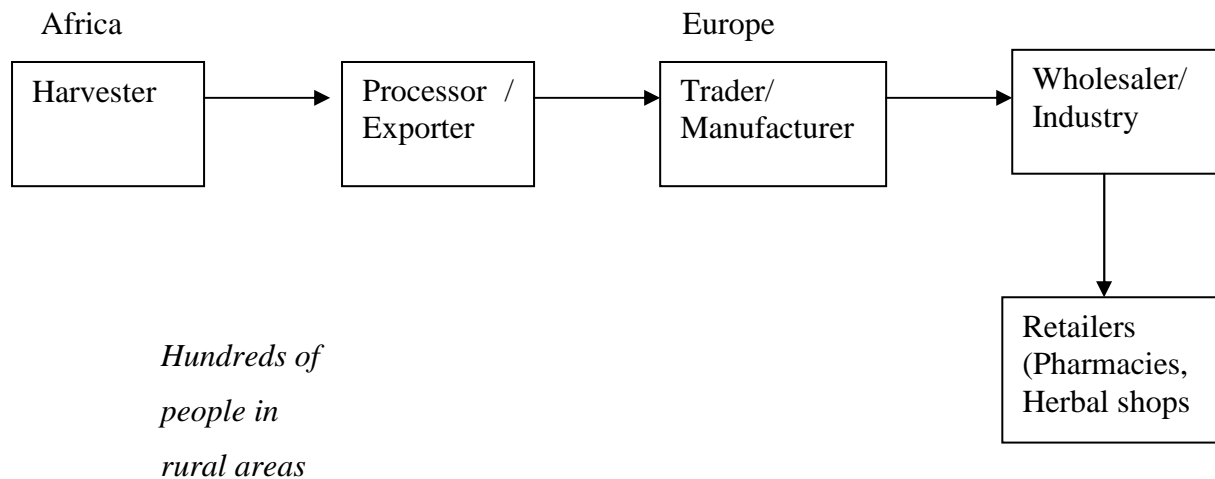 Africa
Europe
Harvester
Processor /
Exporter
Trader/
Manufacturer
Wholesaler/
Industry
Retailers
(Pharmacies,
Herbal shops
Hundreds of
people in
rural areas